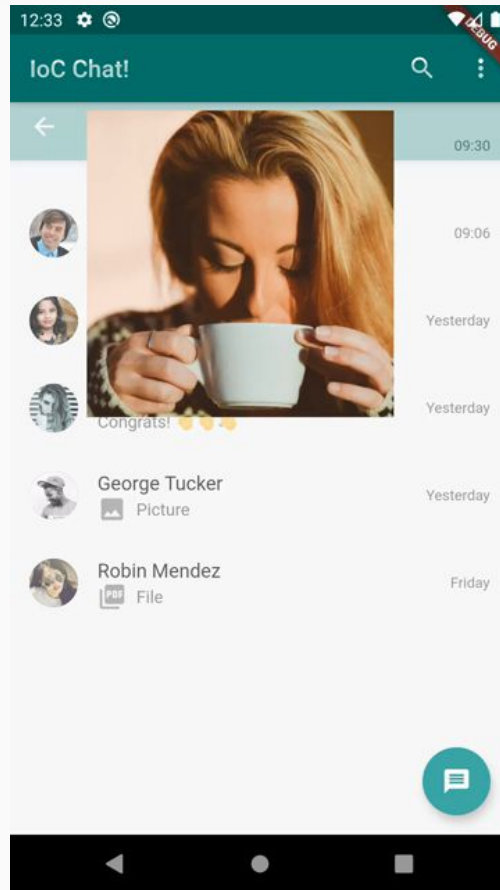 12:33
DEBUG
IoC Chat!
09:30
09:06
Yesterday
Yesterday
Congrats! 👏👏👏
George Tucker
Yesterday
Picture
Robin Mendez
Friday
PDF
File